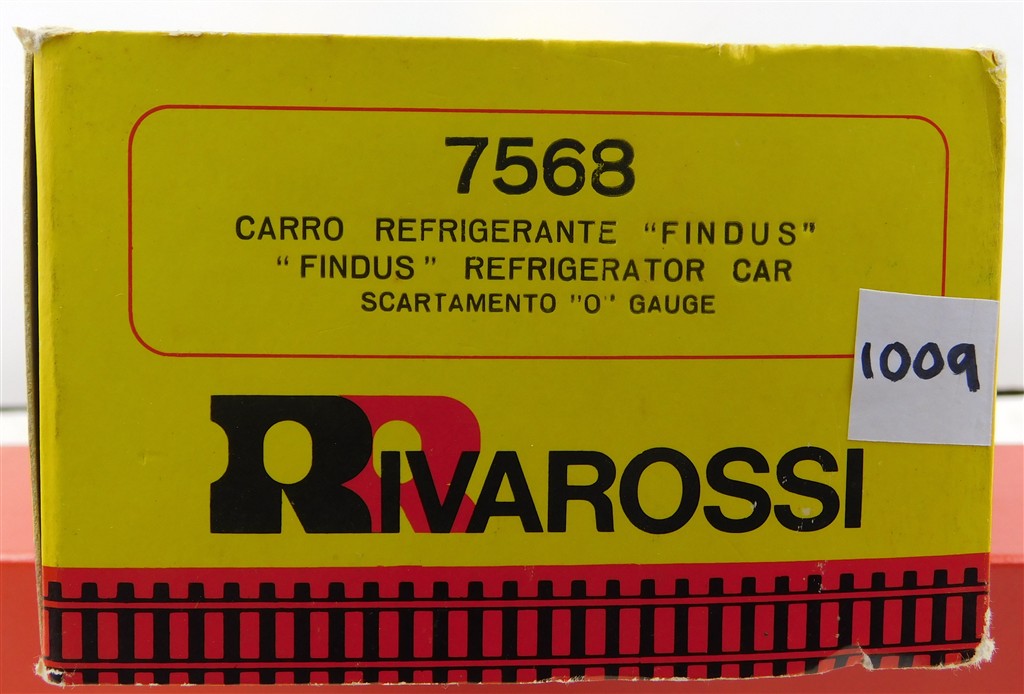 7568
CARRO REFRIGERANTE "FINDUS"
"FINDUS" REFRIGERATOR CAR
SCARTAMENTO "O" GAUGE
1009
RIVAROSSI